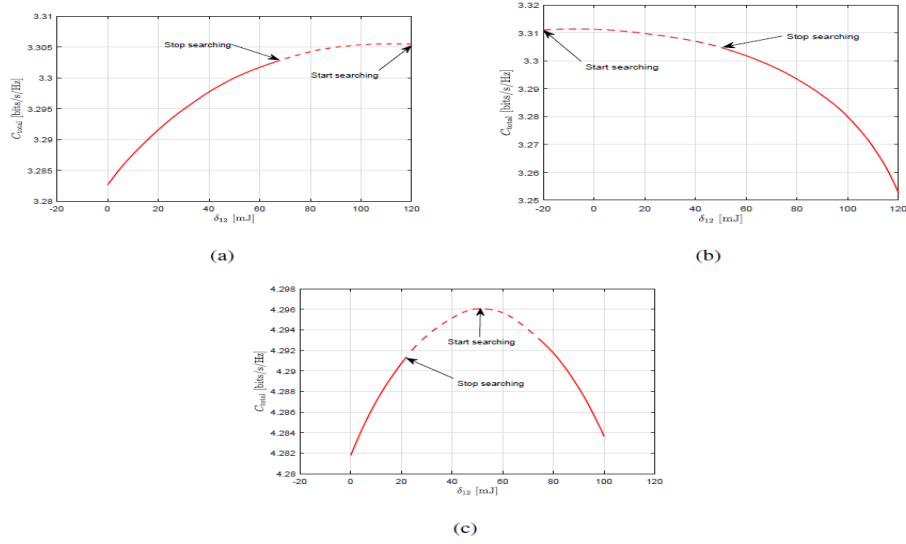 3.31
3.305
3.3
3.295
3.29
3.285
3.28
C_total [bits/s/Hz]
Stop searching
Start searching
-20 0 20 40 60 80 100 120
δ₁₂ [mJ]
(a)
3.32
3.31
3.3
3.29
3.28
3.27
3.26
3.25
C_total [bits/s/Hz]
Start searching
Stop searching
-20 0 20 40 60 80 100 120
δ₁₂ [mJ]
(b)
4.298
4.296
4.294
4.292
4.29
4.288
4.286
4.284
4.282
4.28
C_total [bits/s/Hz]
Start searching
Stop searching
-20 0 20 40 60 80 100 120
δ₁₂ [mJ]
(c)